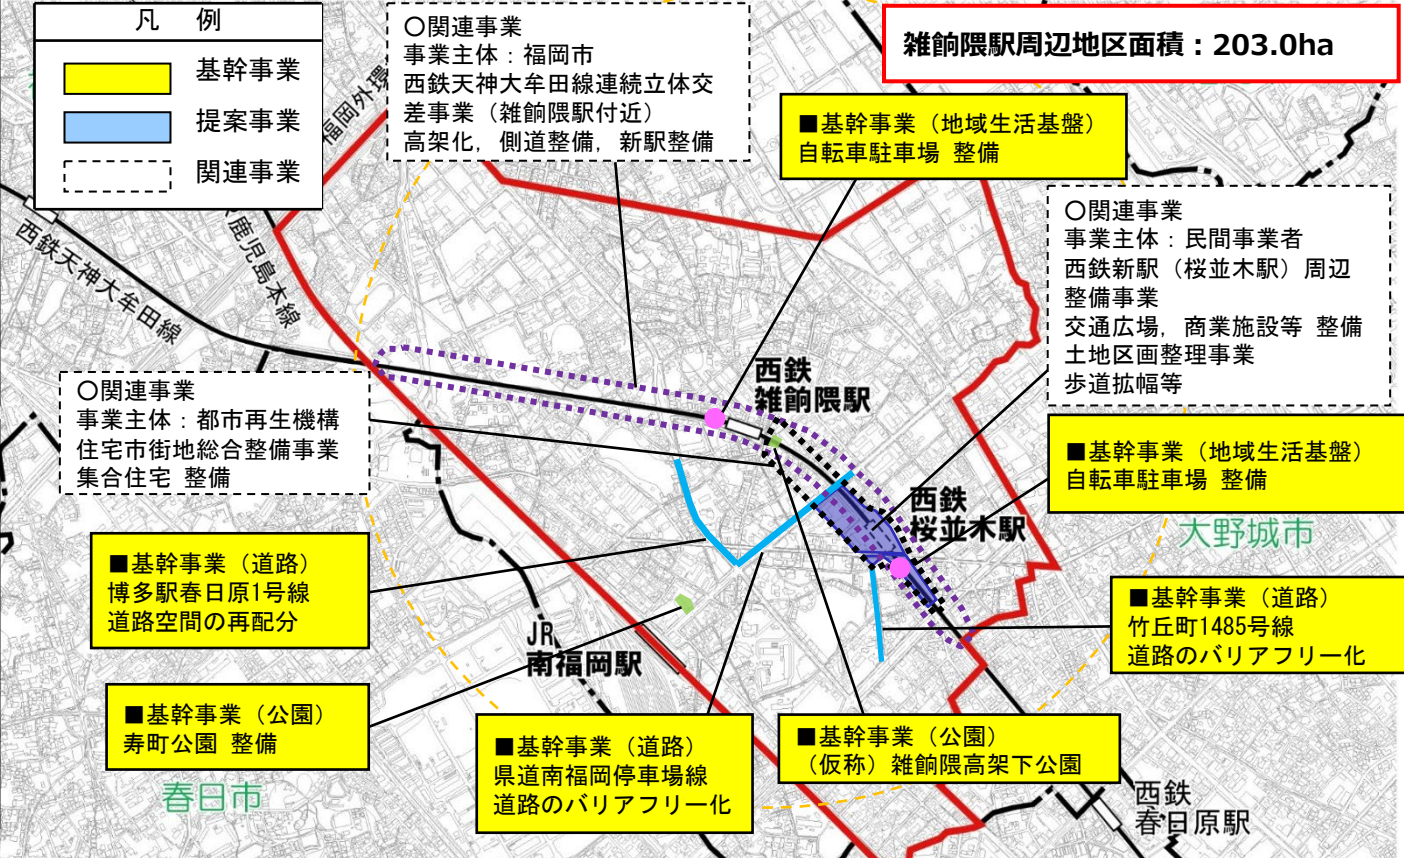 凡 例
基幹事業
提案事業
関連事業
○関連事業
事業主体：福岡市
西鉄天神大牟田線連続立体交
差事業（雑餉隈駅付近）
高架化，側道整備，新駅整備
雑餉隈駅周辺地区面積：203.0ha
■基幹事業（地域生活基盤）
自転車駐車場 整備
○関連事業
事業主体：民間事業者
西鉄新駅（桜並木駅）周辺
整備事業
交通広場，商業施設等 整備
土地区画整理事業
歩道拡幅等
福岡外環
鹿児島本線
西鉄天神大牟田線
○関連事業
事業主体：都市再生機構
住宅市街地総合整備事業
集合住宅 整備
西鉄
雑餉隈駅
■基幹事業（地域生活基盤）
自転車駐車場 整備
西鉄
桜並木駅
大野城市
■基幹事業（道路）
博多駅春日原1号線
道路空間の再配分
■基幹事業（道路）
竹丘町1485号線
道路のバリアフリー化
JR
南福岡駅
■基幹事業（公園）
寿町公園 整備
■基幹事業（道路）
県道南福岡停車場線
道路のバリアフリー化
■基幹事業（公園）
（仮称）雑餉隈高架下公園
春日市
西鉄
春日原駅